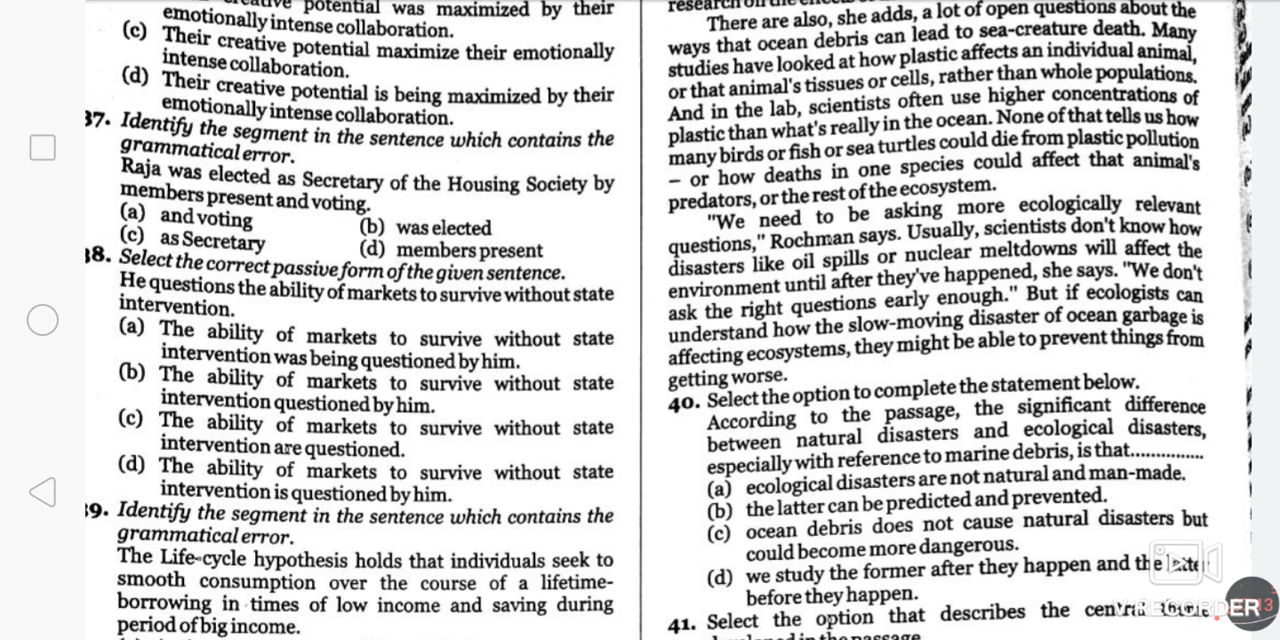 potential was maximized by their
emotionally intense collaboration.
(c) Their creative potential maximize their emotionally
intense collaboration.
(d) Their creative potential is being maximized by their
emotionally intense collaboration.
37. Identify the segment in the sentence which contains the
grammatical error.
Raja was elected as Secretary of the Housing Society by
members present and voting.
(a) and voting (b) was elected
(c) as Secretary (d) members present
38. Select the correct passive form of the given sentence.
He questions the ability of markets to survive without state
intervention.
(a) The ability of markets to survive without state
intervention was being questioned by him.
(b) The ability of markets to survive without state
intervention questioned by him.
(c) The ability of markets to survive without state
intervention are questioned.
(d) The ability of markets to survive without state
intervention is questioned by him.
39. Identify the segment in the sentence which contains the
grammatical error.
The Life-cycle hypothesis holds that individuals seek to
smooth consumption over the course of a lifetime-
borrowing in times of low income and saving during
period of big income.
There are also, she adds, a lot of open questions about the
ways that ocean debris can lead to sea-creature death. Many
studies have looked at how plastic affects an individual animal,
or that animal's tissues or cells, rather than whole populations.
And in the lab, scientists often use higher concentrations of
plastic than what's really in the ocean. None of that tells us how
many birds or fish or sea turtles could die from plastic pollution
– or how deaths in one species could affect that animal's
predators, or the rest of the ecosystem.
"We need to be asking more ecologically relevant
questions," Rochman says. Usually, scientists don't know how
disasters like oil spills or nuclear meltdowns will affect the
environment until after they've happened, she says. "We don't
ask the right questions early enough." But if ecologists can
understand how the slow-moving disaster of ocean garbage is
affecting ecosystems, they might be able to prevent things from
getting worse.
40. Select the option to complete the statement below.
According to the passage, the significant difference
between natural disasters and ecological disasters,
especially with reference to marine debris, is that...............
(a) ecological disasters are not natural and man-made.
(b) the latter can be predicted and prevented.
(c) ocean debris does not cause natural disasters but
could become more dangerous.
(d) we study the former after they happen and the latter
before they happen.
41. Select the option that describes the central
RECORDER